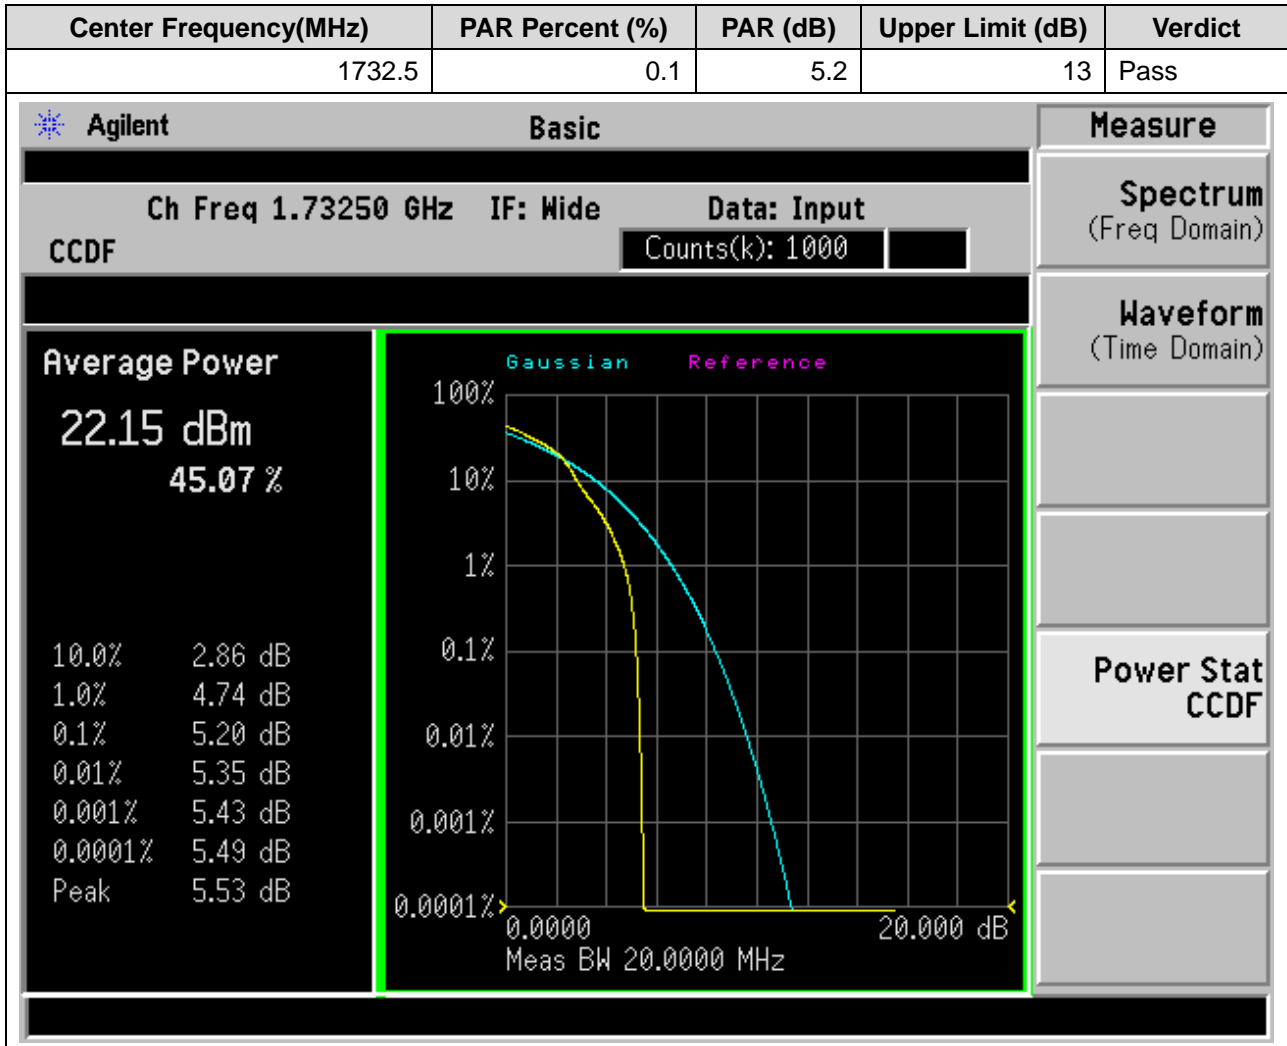 Center Frequency(MHz) PAR Percent (%) PAR (dB) Upper Limit (dB) Verdict
1732.5 0.1 5.2 13 Pass
Agilent Basic Measure
Ch Freq 1.73250 GHz IF: Wide Data: Input
CCDF Counts(k): 1000
Spectrum
(Freq Domain)
Waveform
(Time Domain)
Power Stat
CCDF
Average Power
22.15 dBm
45.07 %
10.0% 2.86 dB
1.0% 4.74 dB
0.1% 5.20 dB
0.01% 5.35 dB
0.001% 5.43 dB
0.0001% 5.49 dB
Peak 5.53 dB
Gaussian Reference
100%
10%
1%
0.1%
0.01%
0.001%
0.0001%
0.0000 20.000 dB
Meas BW 20.0000 MHz